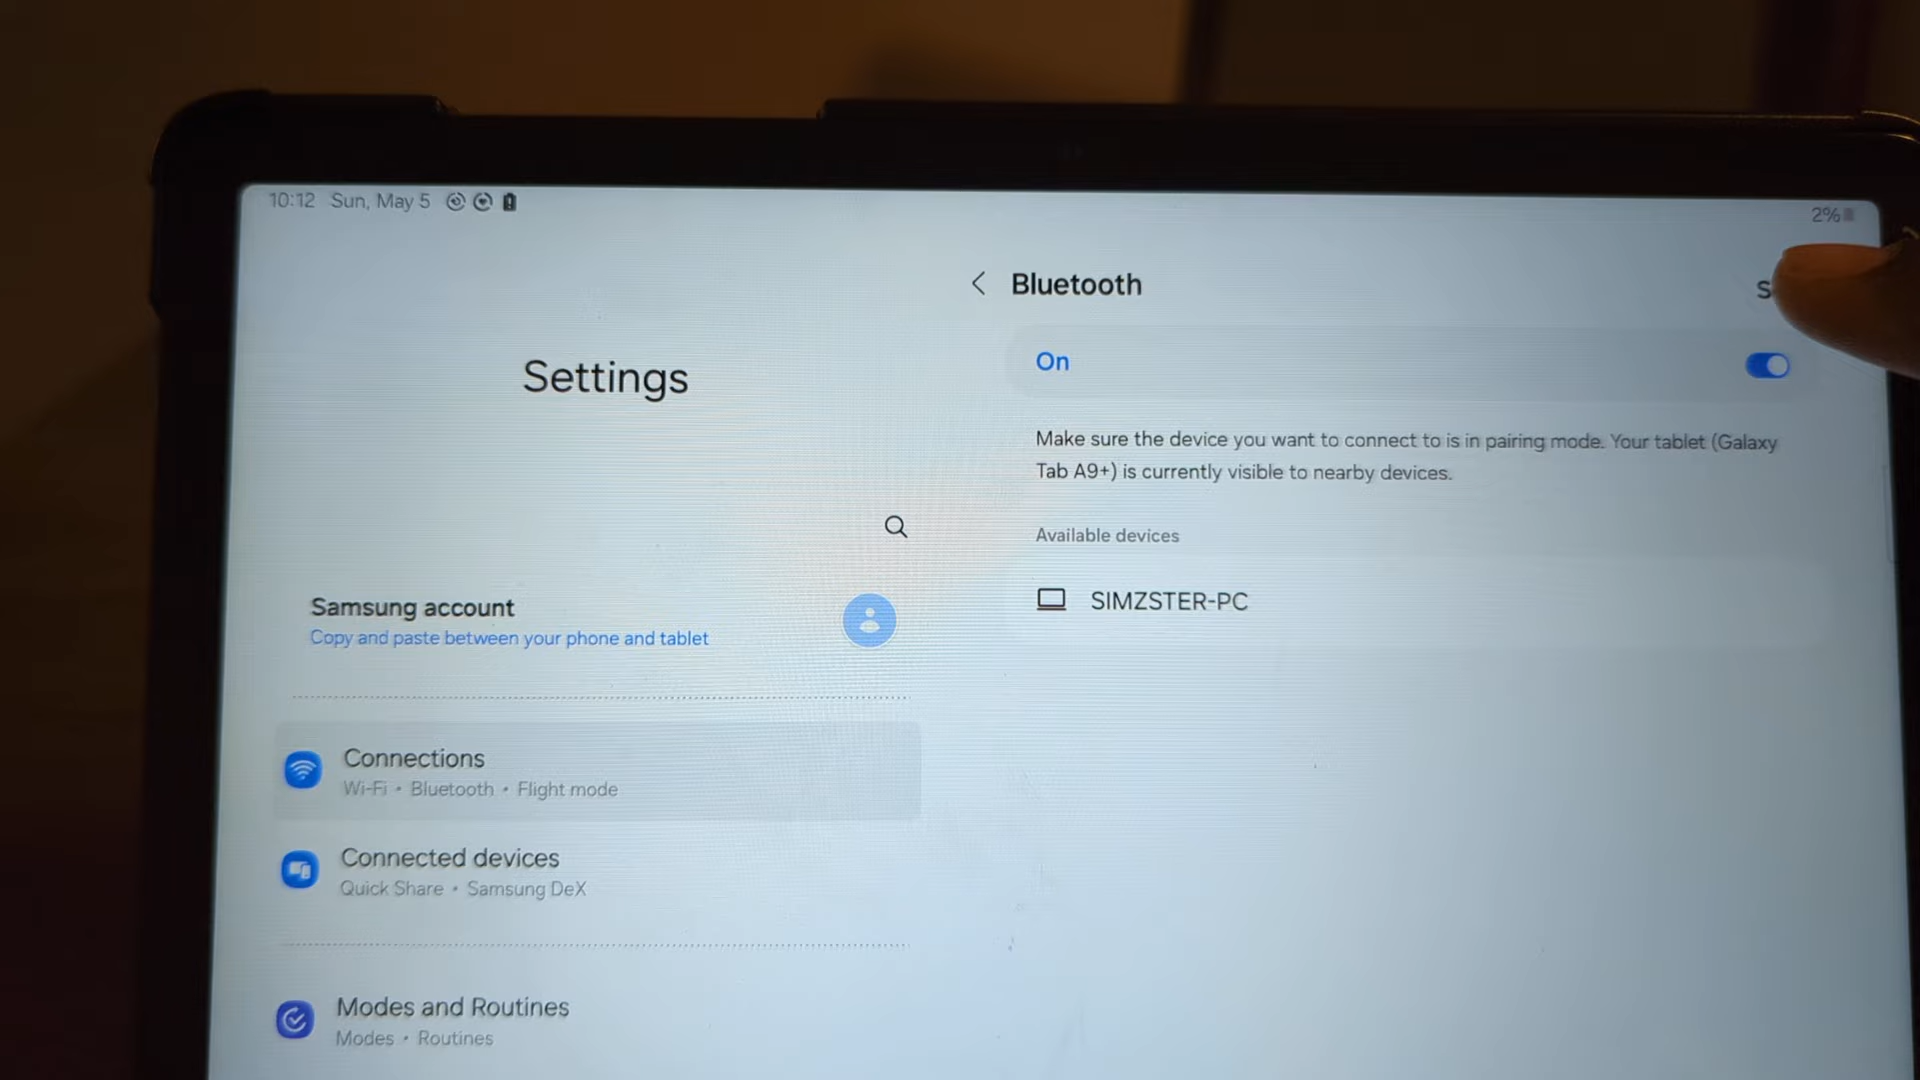 10:12 Sun, May 5
2%
Settings
Samsung account
Copy and paste between your phone and tablet
Connections
Wi-Fi • Bluetooth • Flight mode
Connected devices
Quick Share • Samsung DeX
Modes and Routines
Modes • Routines
Bluetooth
On
Make sure the device you want to connect to is in pairing mode. Your tablet (Galaxy
Tab A9+) is currently visible to nearby devices.
Available devices
SIMZSTER-PC